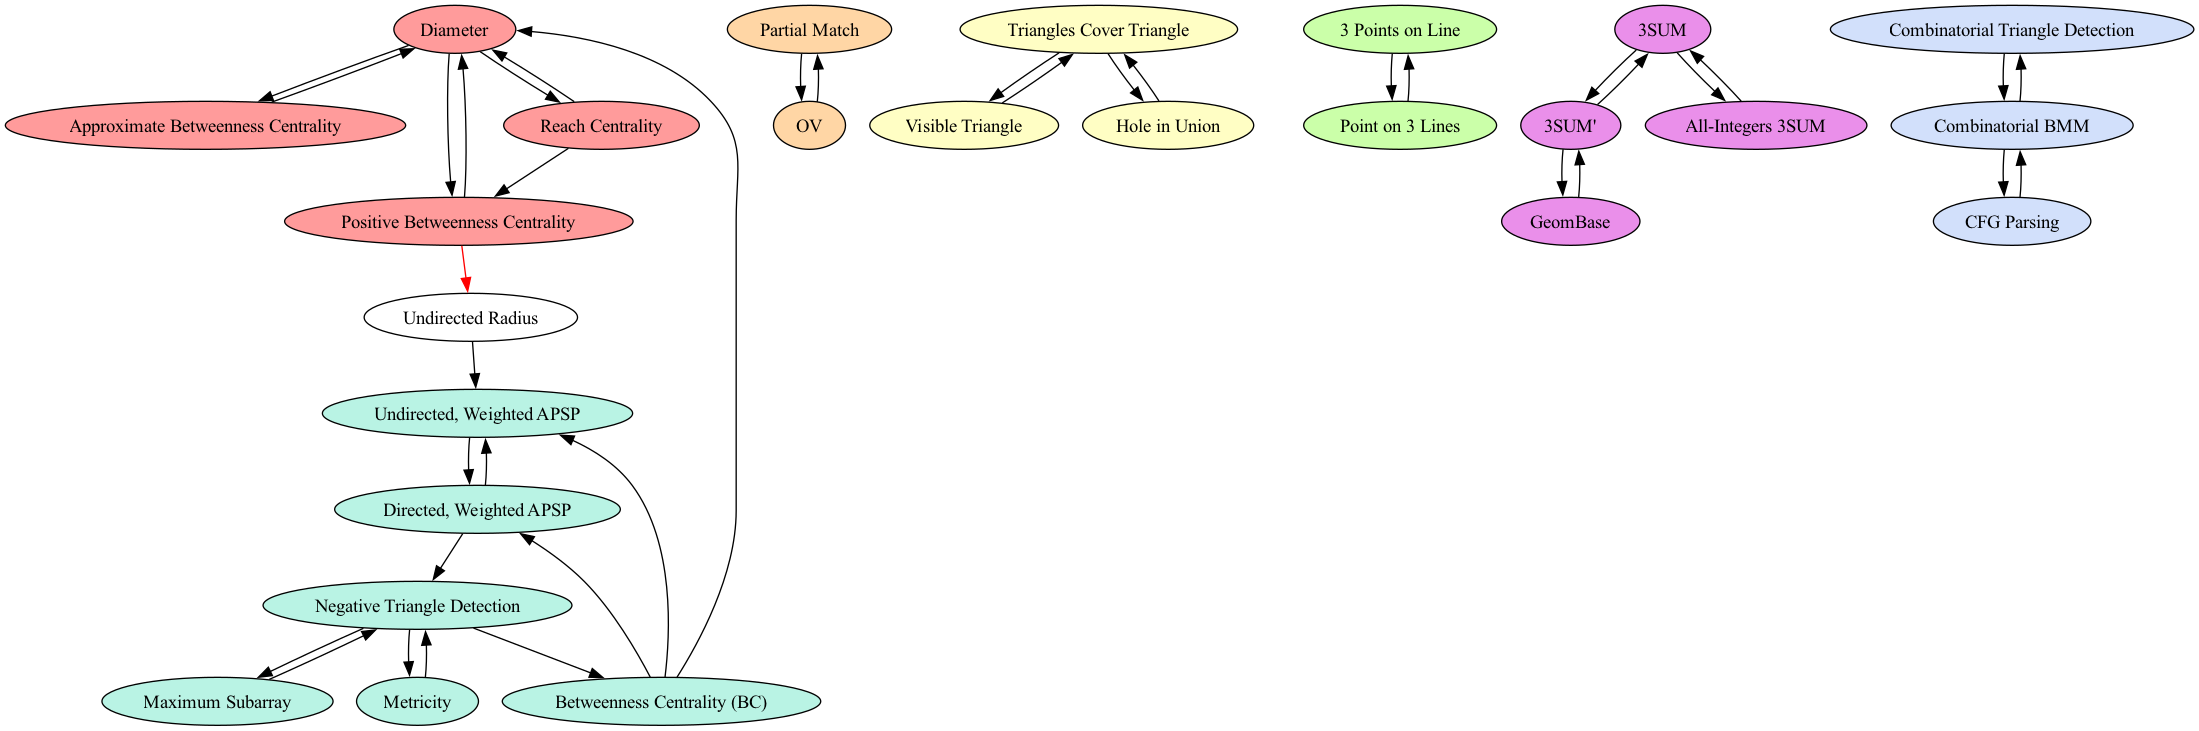 Diameter
Partial Match
Triangles Cover Triangle
3 Points on Line
3SUM
Combinatorial Triangle Detection
Approximate Betweenness Centrality
Reach Centrality
OV
Visible Triangle
Hole in Union
Point on 3 Lines
3SUM'
All-Integers 3SUM
Combinatorial BMM
Positive Betweenness Centrality
GeomBase
CFG Parsing
Undirected Radius
Undirected, Weighted APSP
Directed, Weighted APSP
Negative Triangle Detection
Maximum Subarray
Metricity
Betweenness Centrality (BC)